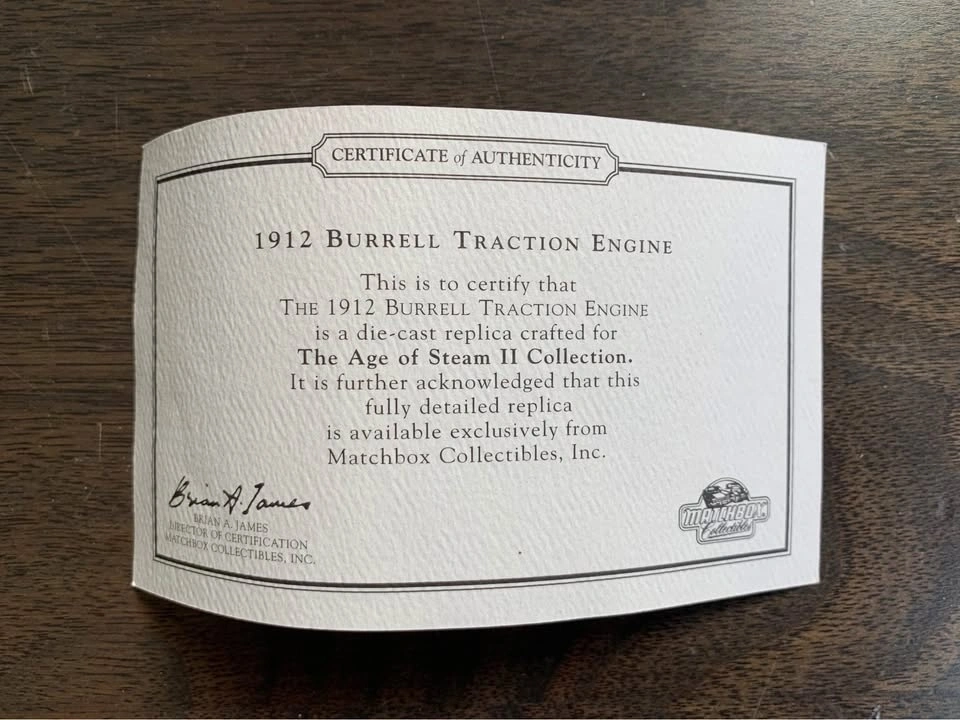 CERTIFICATE of AUTHENTICITY
1912 BURRELL TRACTION ENGINE
This is to certify that
THE 1912 BURRELL TRACTION ENGINE
is a die-cast replica crafted for
The Age of Steam II Collection.
It is further acknowledged that this
fully detailed replica
is available exclusively from
Matchbox Collectibles, Inc.
Brian A. James
BRIAN A. JAMES
DIRECTOR OF CERTIFICATION
MATCHBOX COLLECTIBLES, INC.
MATCHBOX
Collectibles